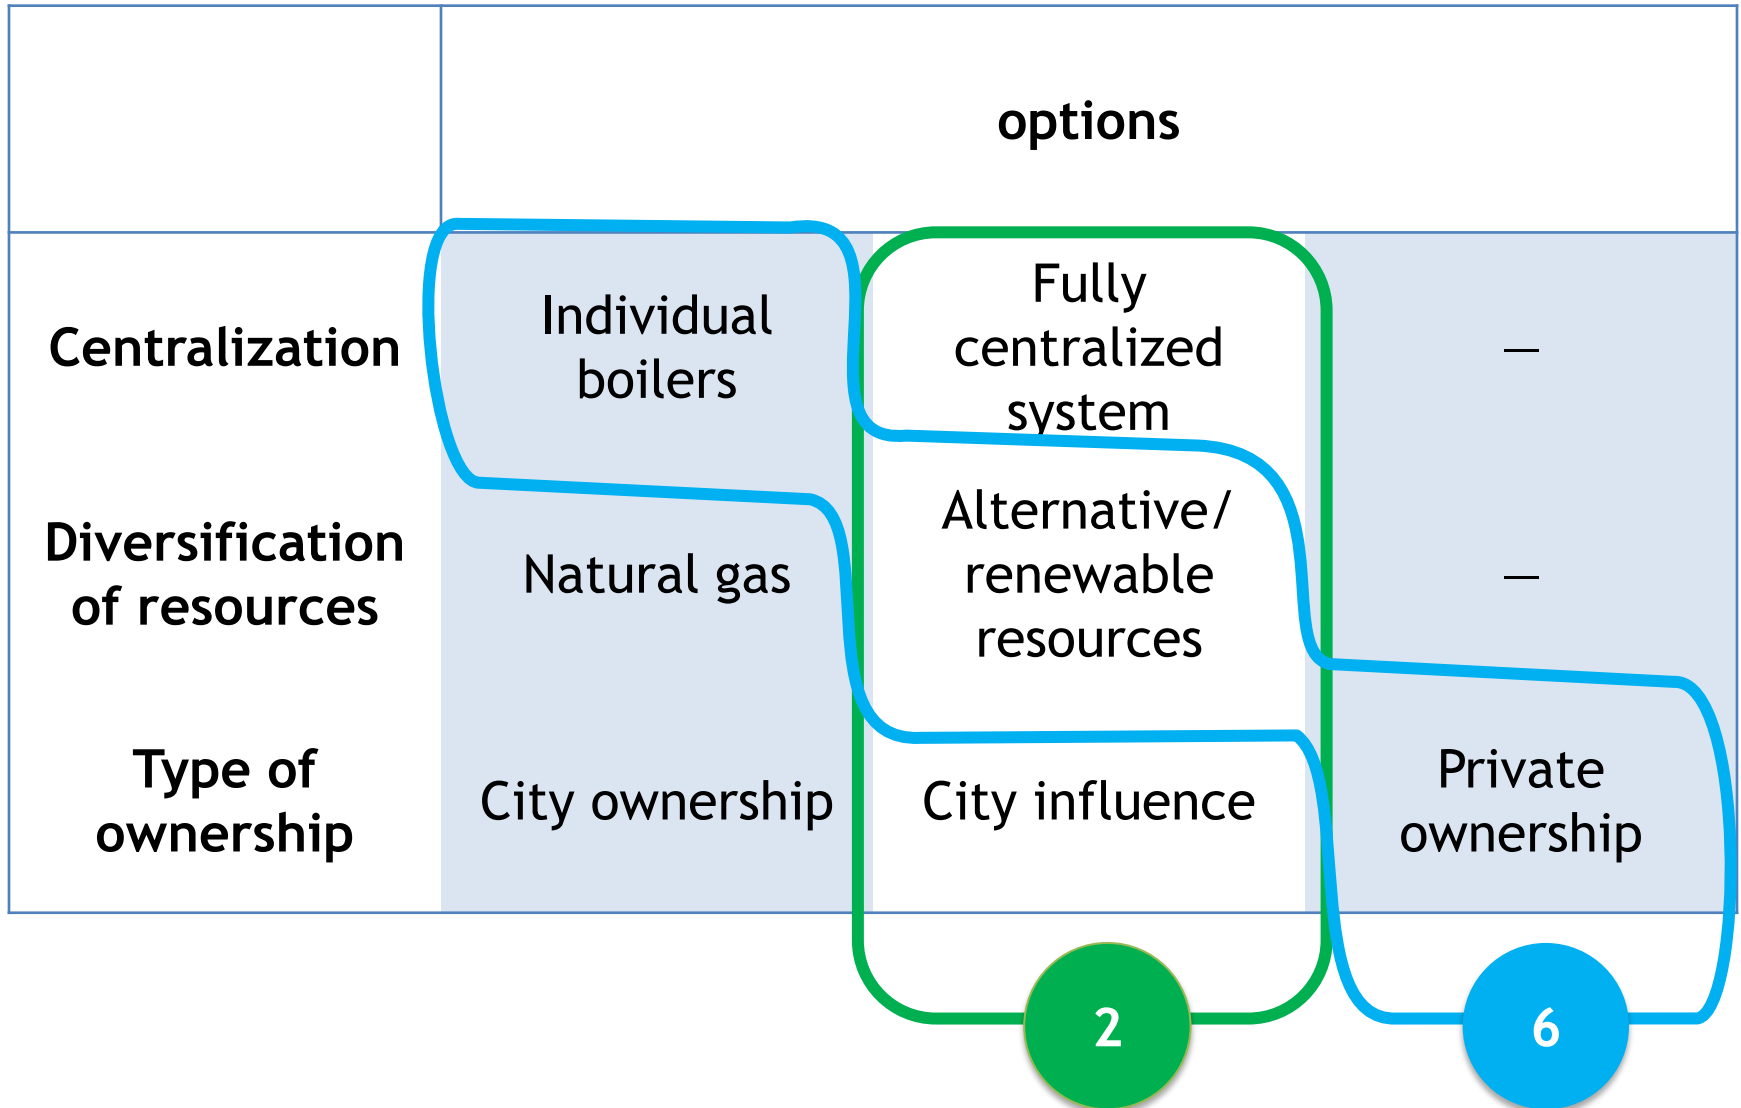 options
Centralization
Individual
boilers
Fully
centralized
system
—
Diversification
of resources
Natural gas
Alternative/
renewable
resources
—
Type of
ownership
City ownership
City influence
Private
ownership
2
6